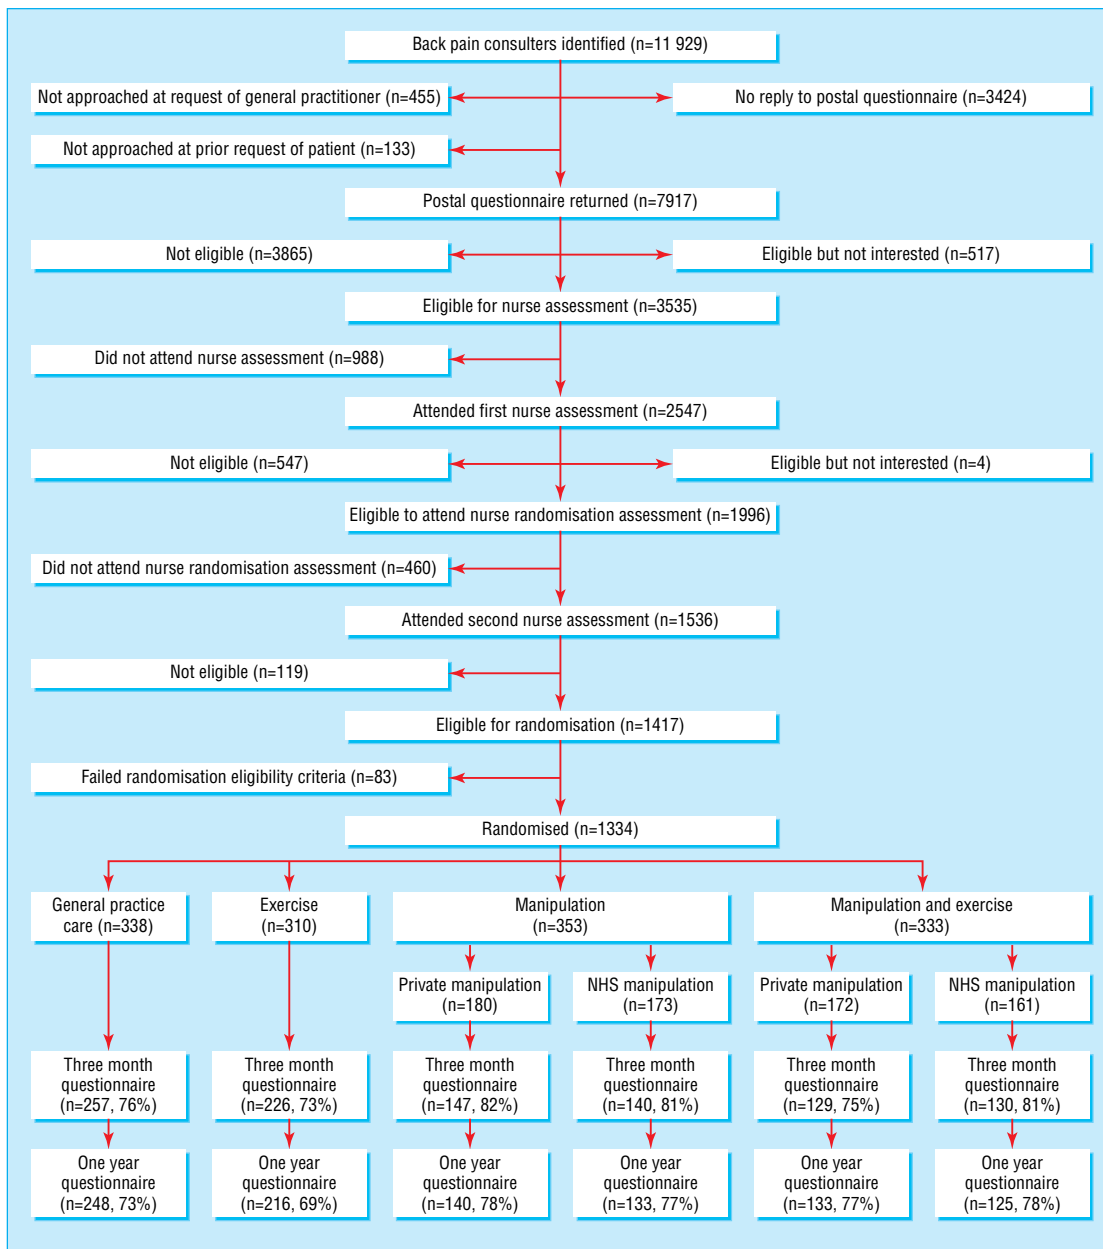 Back pain consulters identified (n=11 929)
Not approached at request of general practitioner (n=455)
No reply to postal questionnaire (n=3424)
Not approached at prior request of patient (n=133)
Postal questionnaire returned (n=7917)
Not eligible (n=3865)
Eligible but not interested (n=517)
Eligible for nurse assessment (n=3535)
Did not attend nurse assessment (n=988)
Attended first nurse assessment (n=2547)
Not eligible (n=547)
Eligible but not interested (n=4)
Eligible to attend nurse randomisation assessment (n=1996)
Did not attend nurse randomisation assessment (n=460)
Attended second nurse assessment (n=1536)
Not eligible (n=119)
Eligible for randomisation (n=1417)
Failed randomisation eligibility criteria (n=83)
Randomised (n=1334)
General practice
care (n=338)
Exercise
(n=310)
Manipulation
(n=353)
Manipulation and exercise
(n=333)
Private manipulation
(n=180)
NHS manipulation
(n=173)
Private manipulation
(n=172)
NHS manipulation
(n=161)
Three month
questionnaire
(n=257, 76%)
Three month
questionnaire
(n=226, 73%)
Three month
questionnaire
(n=147, 82%)
Three month
questionnaire
(n=140, 81%)
Three month
questionnaire
(n=129, 75%)
Three month
questionnaire
(n=130, 81%)
One year
questionnaire
(n=248, 73%)
One year
questionnaire
(n=216, 69%)
One year
questionnaire
(n=140, 78%)
One year
questionnaire
(n=133, 77%)
One year
questionnaire
(n=133, 77%)
One year
questionnaire
(n=125, 78%)